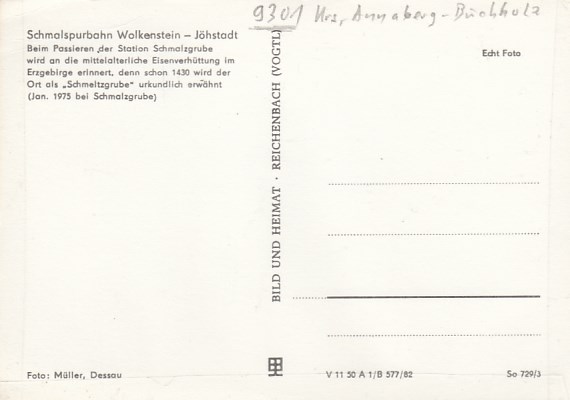 9301 Krs. Annaberg-Buchholz
Schmalspurbahn Wolkenstein – Jöhstadt
Beim Passieren der Station Schmalzgrube
wird an die mittelalterliche Eisenverhüttung im
Erzgebirge erinnert, denn schon 1430 wird der
Ort als „Schmeltzgrube" urkundlich erwähnt
(Jan. 1975 bei Schmalzgrube)
Foto: Müller, Dessau
BILD UND HEIMAT · REICHENBACH (VOGTL)
Echt Foto
V 11 50 A 1/B 577/82
So 729/3